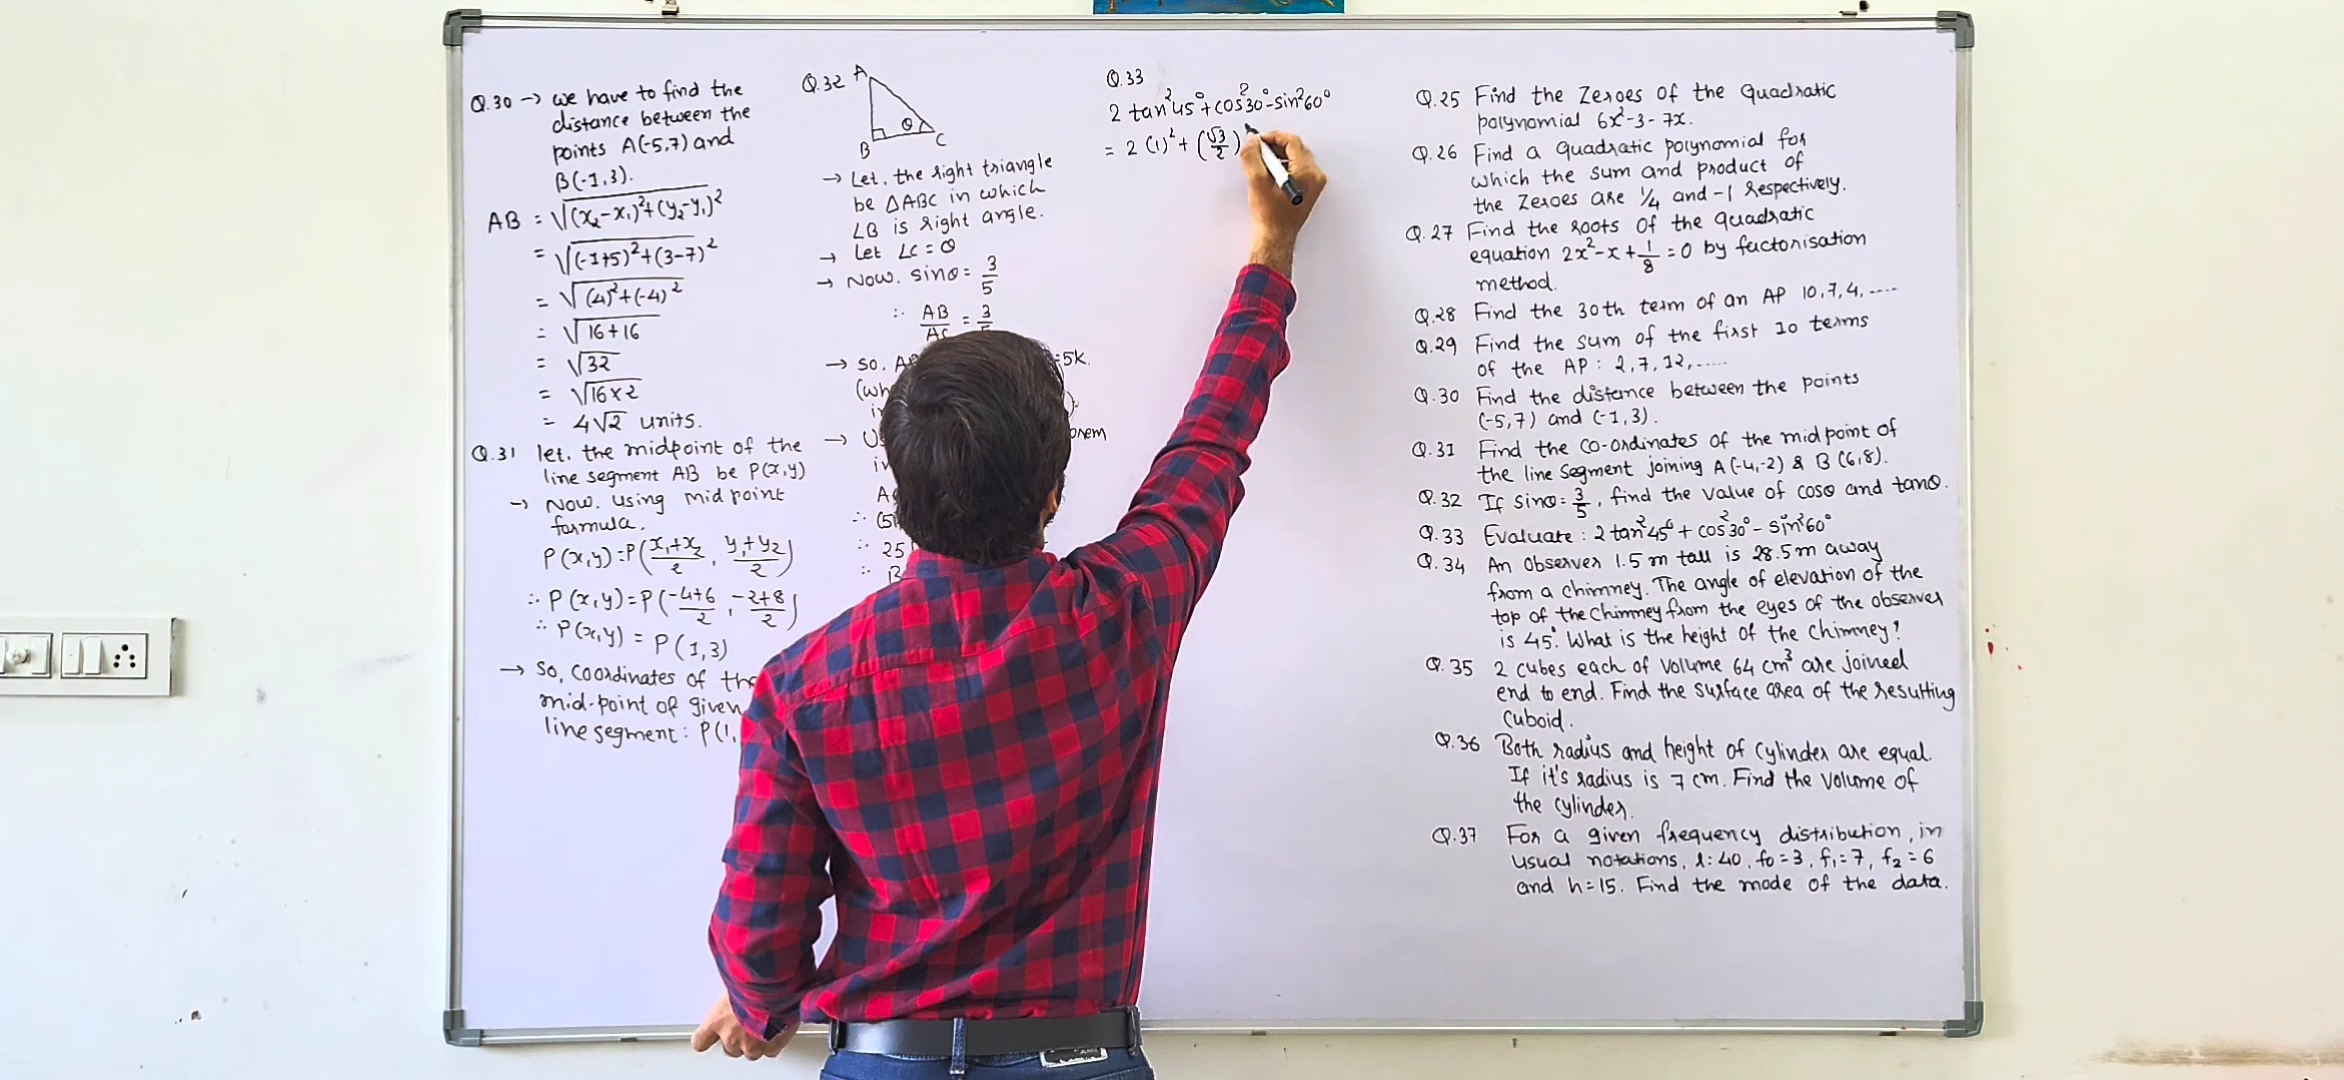 Q.30 → we have to find the
distance between the
points A(-5,7) and
B(-1,3).
AB = √(x₂-x₁)²+(y₂-y₁)²
= √(-1+5)²+(3-7)²
= √(4)²+(-4)²
= √16+16
= √32
= √16×2
= 4√2 units.
Q.31 let. the midpoint of the
line segment AB be P(x,y)
→ Now. using midpoint
formula.
P(x,y)=P(x₁+x₂/2, y₁+y₂/2)
∴ P(x,y)=P(-4+6/2, -2+8/2)
∴ P(x,y) = P(1,3)
→ So, coordinates of the
mid-point of given
line segment: P(1,
Q.32
A
B
C
θ
→ Let. the right triangle
be △ABC in which
∠B is right angle.
→ Let ∠C = θ
→ Now. sinθ = 3/5
∴ AB/AC = 3/5
→ so. =5k.
→
∴
∴ 25
∴
Q.33
2 tan²45°+cos²30°-sin²60°
= 2(1)²+(√3/2)
Q.25 Find the Zeroes of the Quadratic
polynomial 6x²-3-7x.
Q.26 Find a quadratic polynomial for
which the sum and product of
the Zeroes are 1/4 and -1 respectively.
Q.27 Find the roots of the quadratic
equation 2x²-x+1/8=0 by factorisation
method.
Q.28 Find the 30th term of an AP 10,7,4,....
Q.29 Find the sum of the first 10 terms
of the AP: 2,7,12,.....
Q.30 Find the distance between the points
(-5,7) and (-1,3).
Q.31 Find the co-ordinates of the midpoint of
the line segment joining A(-4,-2) & B(6,8).
Q.32 If sinθ=3/5, find the value of cosθ and tanθ.
Q.33 Evaluate: 2tan²45°+cos²30°-sin²60°
Q.34 An Observer 1.5 m tall is 28.5m away
from a chimney. The angle of elevation of the
top of the Chimney from the eyes of the observer
is 45°. What is the height of the Chimney?
Q.35 2 cubes each of volume 64 cm³ are joined
end to end. Find the surface area of the resulting
cuboid.
Q.36 Both radius and height of Cylinder are equal.
If it's radius is 7 cm. Find the volume of
the cylinder.
Q.37 For a given frequency distribution, in
usual notations, l:40, f₀=3, f₁=7, f₂=6
and h=15. Find the mode of the data.